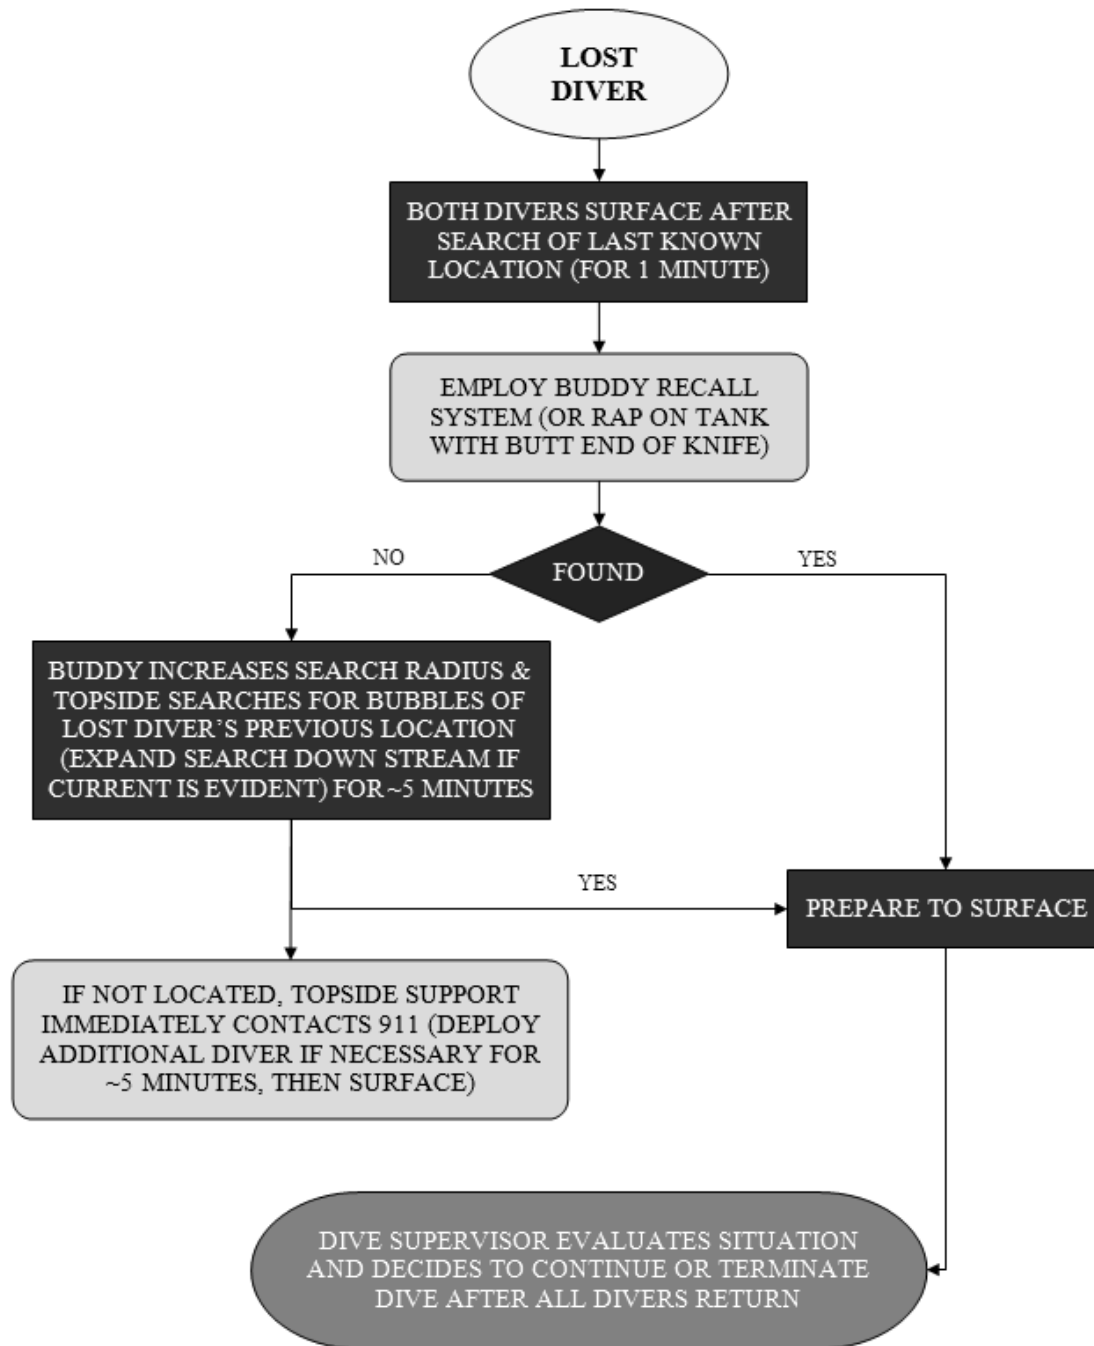 LOST
DIVER
BOTH DIVERS SURFACE AFTER
SEARCH OF LAST KNOWN
LOCATION (FOR 1 MINUTE)
EMPLOY BUDDY RECALL
SYSTEM (OR RAP ON TANK
WITH BUTT END OF KNIFE)
NO
FOUND
YES
BUDDY INCREASES SEARCH RADIUS &
TOPSIDE SEARCHES FOR BUBBLES OF
LOST DIVER’S PREVIOUS LOCATION
(EXPAND SEARCH DOWN STREAM IF
CURRENT IS EVIDENT) FOR ~5 MINUTES
YES
PREPARE TO SURFACE
IF NOT LOCATED, TOPSIDE SUPPORT
IMMEDIATELY CONTACTS 911 (DEPLOY
ADDITIONAL DIVER IF NECESSARY FOR
~5 MINUTES, THEN SURFACE)
DIVE SUPERVISOR EVALUATES SITUATION
AND DECIDES TO CONTINUE OR TERMINATE
DIVE AFTER ALL DIVERS RETURN